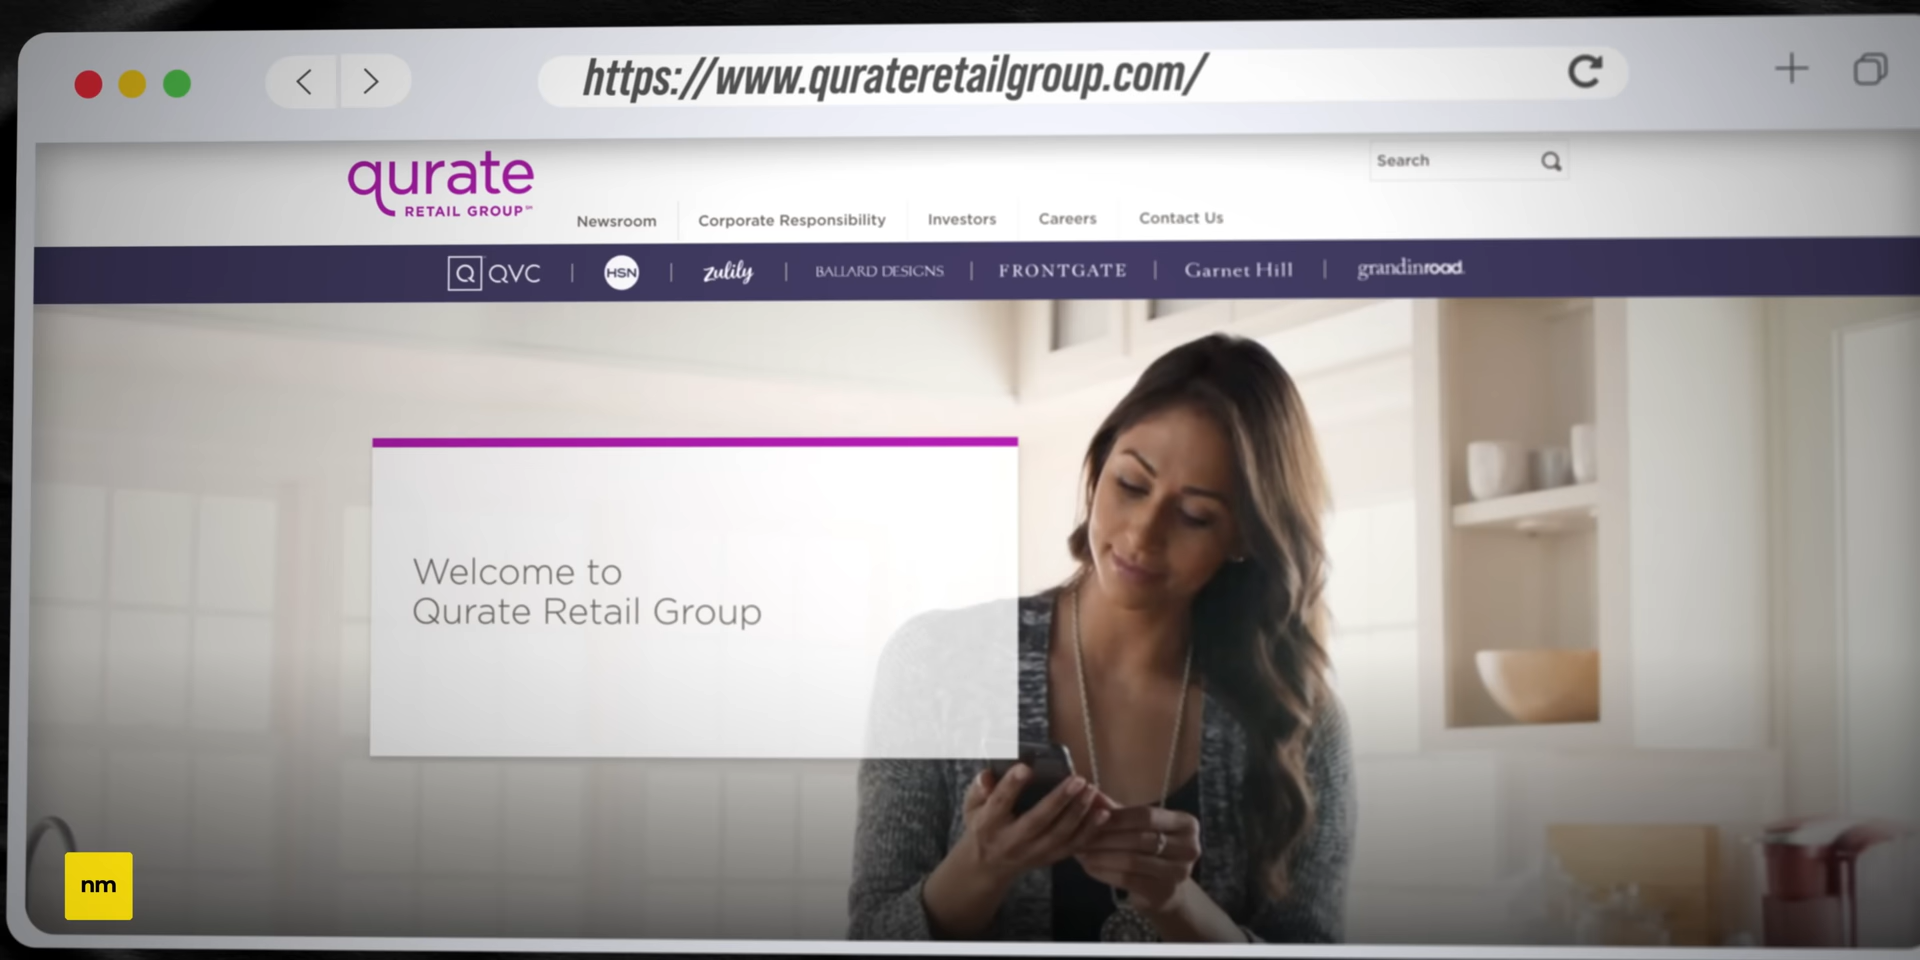 https://www.qurateretailgroup.com/
qurate
RETAIL GROUP℠
Search
Newsroom Corporate Responsibility Investors Careers Contact Us
Q QVC | HSN | zulily | BALLARD DESIGNS | FRONTGATE | Garnet Hill | grandinroad.
Welcome to
Qurate Retail Group
nm